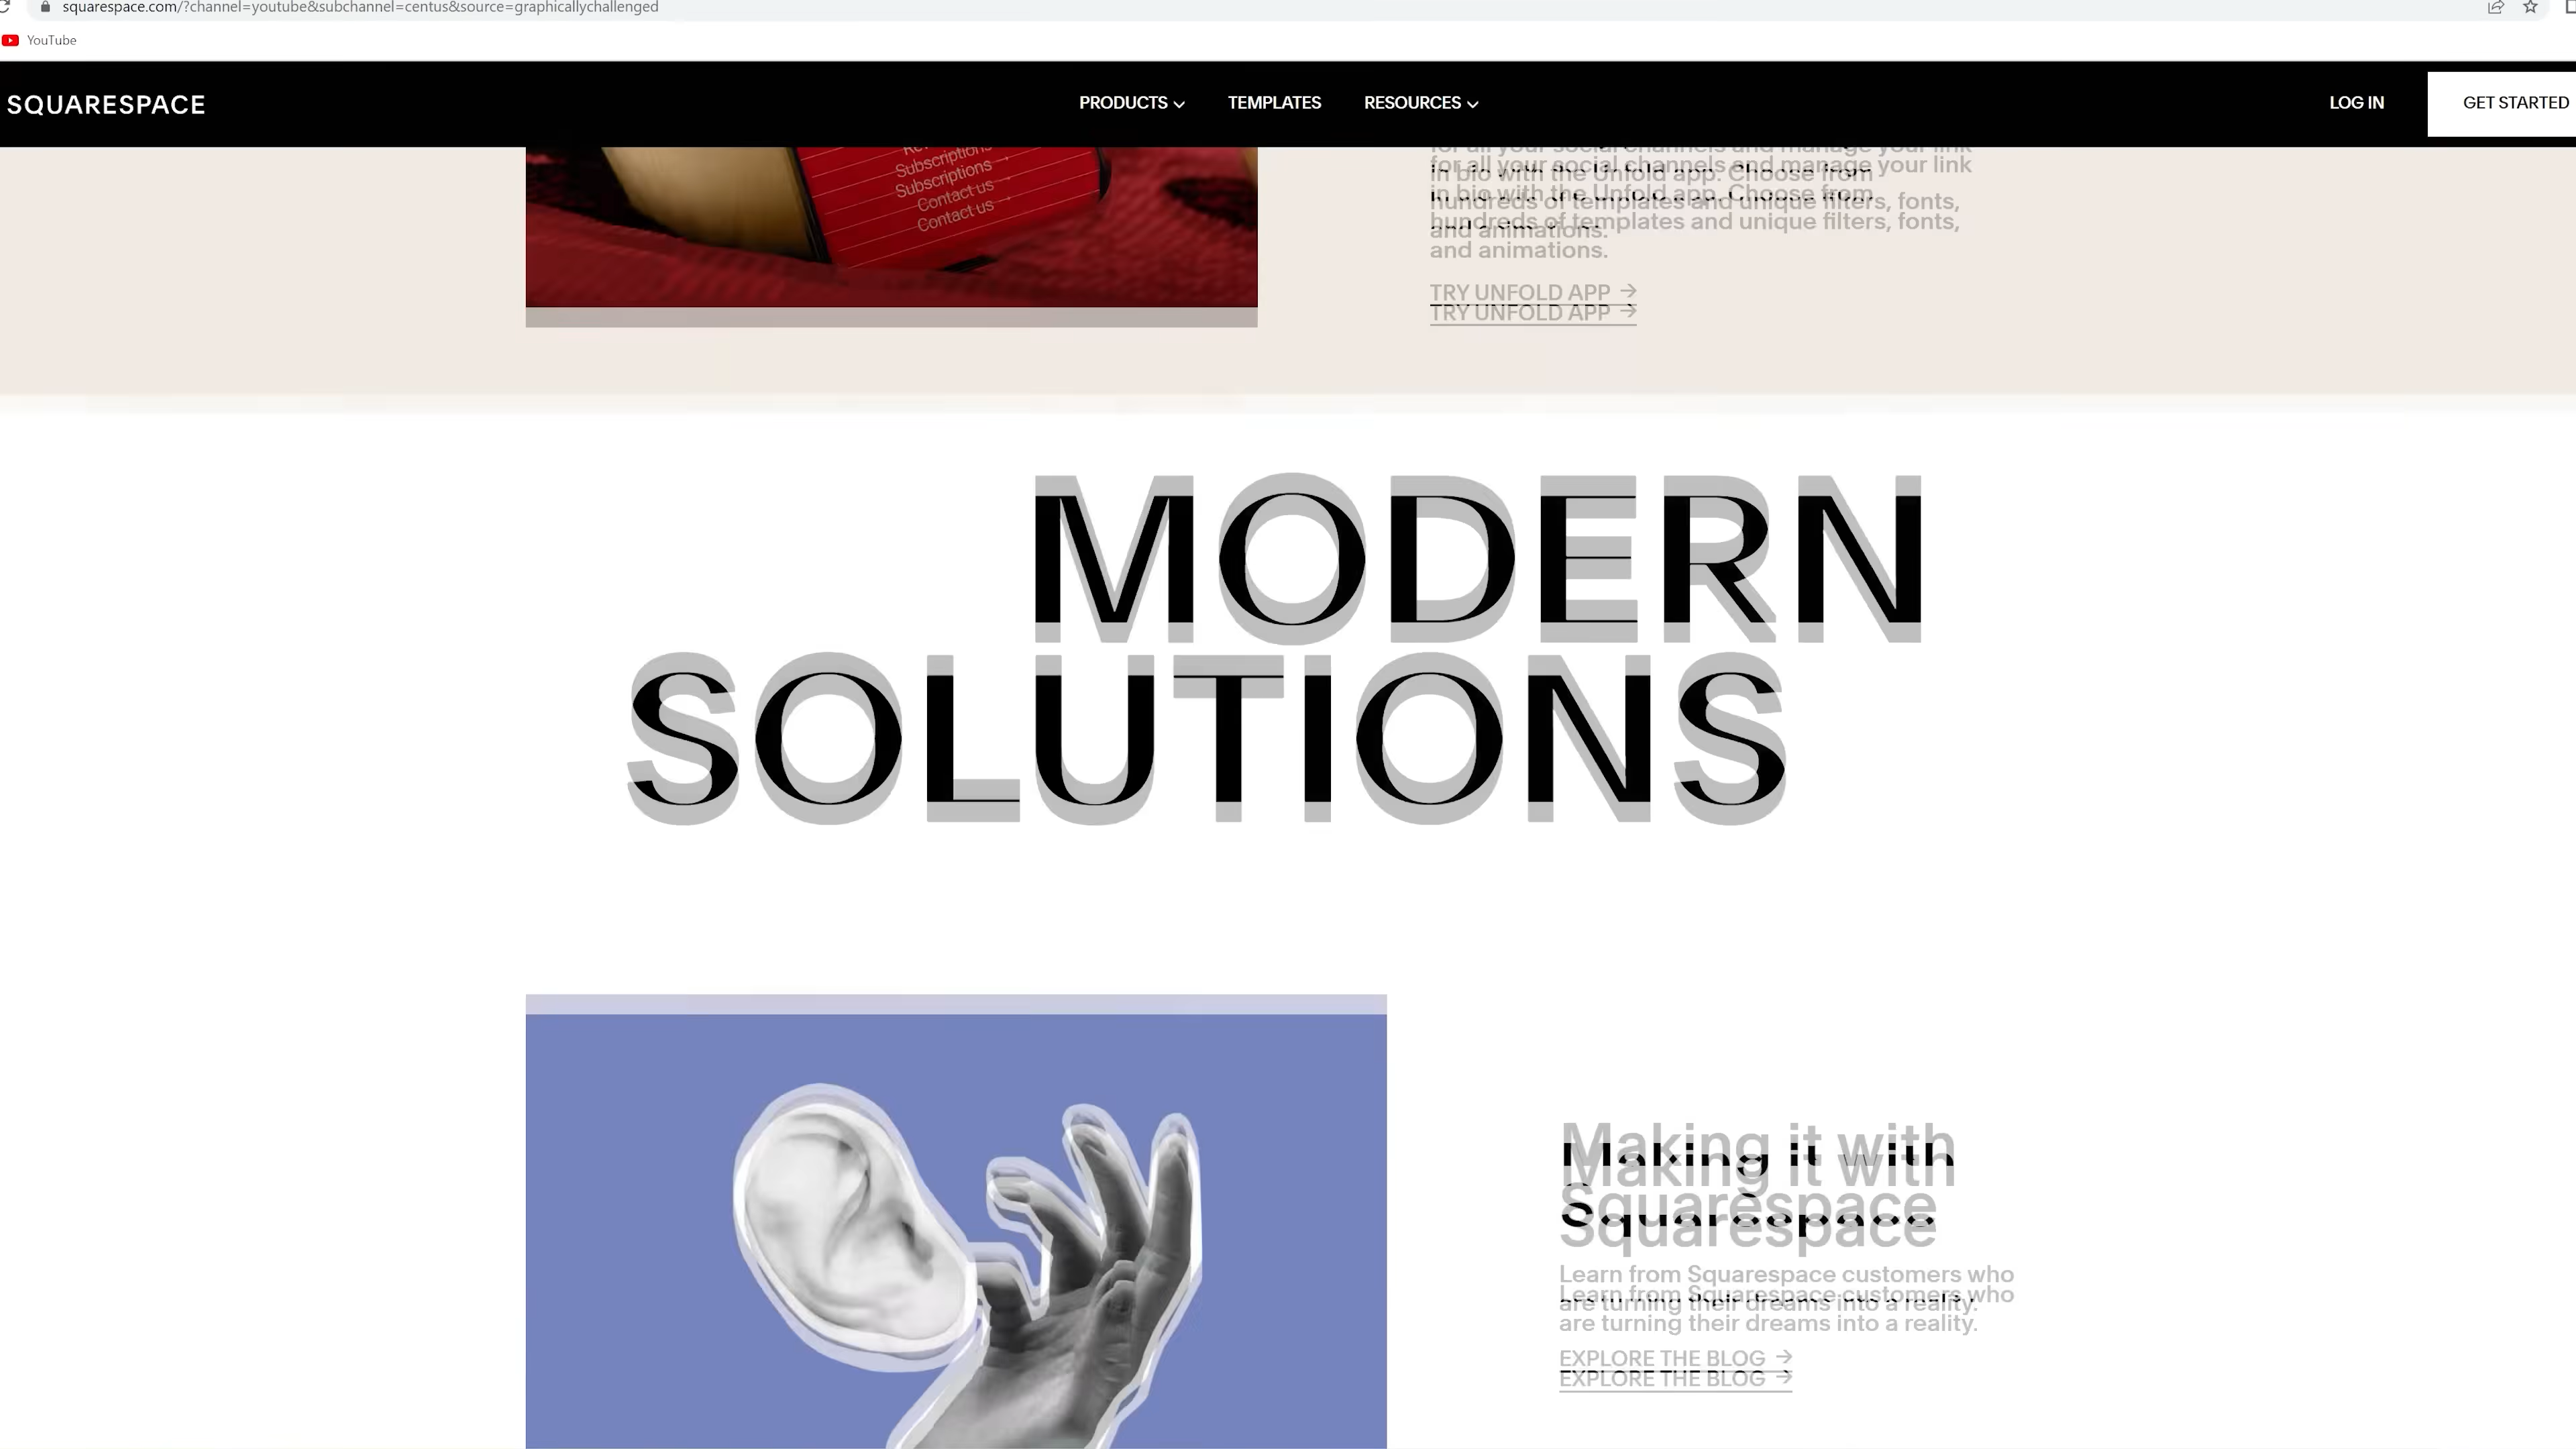 squarespace.com/?channel=youtube&subchannel=centus&source=graphicallychallenged
YouTube
SQUARESPACE
PRODUCTS
TEMPLATES
RESOURCES
LOG IN
GET STARTED
Subscriptions
Subscriptions
Contact us
Contact us
for all your social channels and manage your link
in bio with the Unfold app. Choose from
hundreds of templates and unique filters, fonts,
and animations.
TRY UNFOLD APP →
MODERN
SOLUTIONS
Making it with
Squarespace
Learn from Squarespace customers who
are turning their dreams into a reality.
EXPLORE THE BLOG →